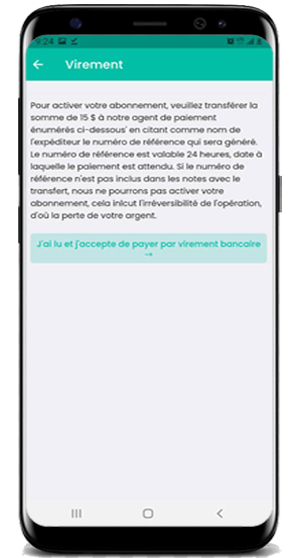 9:24
Virement
Pour activer votre abonnement, veuillez transférer la
somme de 15 $ à notre agent de paiement
énumérés ci-dessous' en citant comme nom de
l'expéditeur le numéro de référence qui sera généré.
Le numéro de référence est valable 24 heures, date à
laquelle le paiement est attendu. Si le numéro de
référence n'est pas inclus dans les notes avec le
transfert, nous ne pourrons pas activer votre
abonnement, cela inlcut l'irréversibilité de l'opération,
d'où la perte de votre argent.
J'ai lu et j'accepte de payer par virement bancaire
→